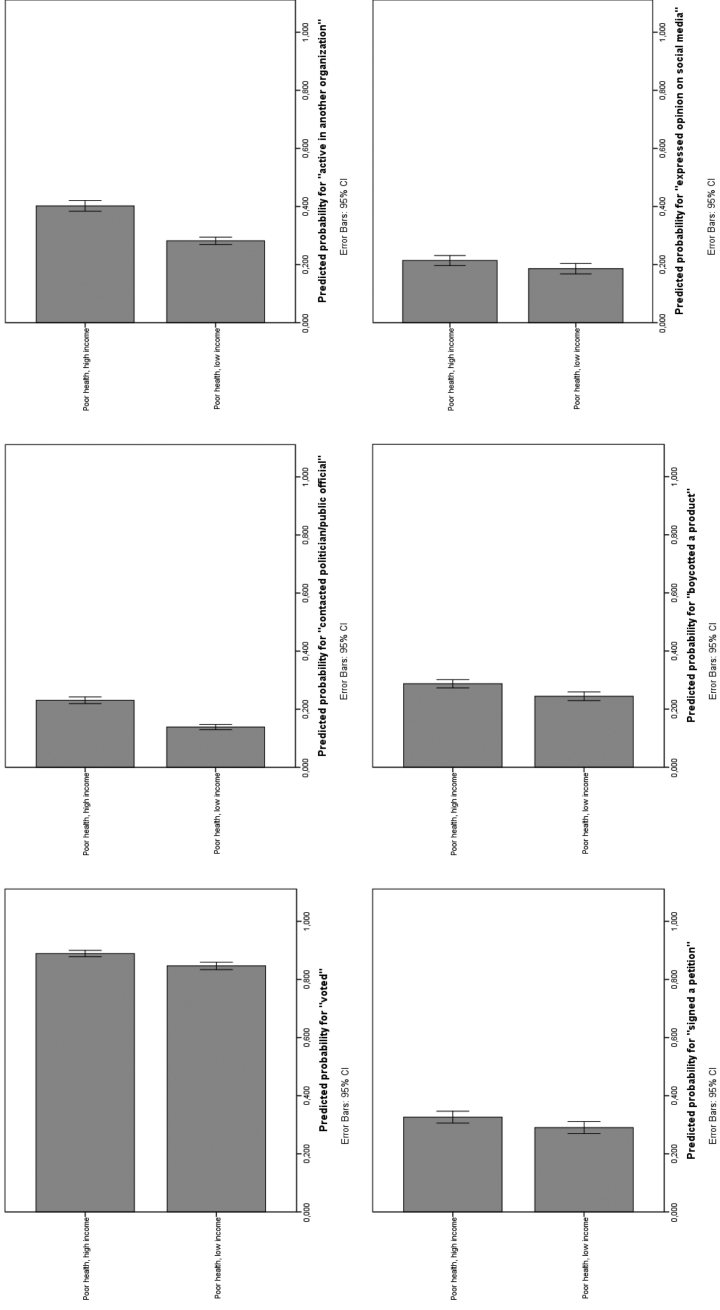 Poor health, high income
Poor health, low income
0,000 0,200 0,400 0,600 0,800 1,000
Predicted probability for "voted"
Error Bars: 95% CI
Poor health, high income
Poor health, low income
0,000 0,200 0,400 0,600 0,800 1,000
Predicted probability for "contacted politician/public official"
Error Bars: 95% CI
Poor health, high income
Poor health, low income
0,000 0,200 0,400 0,600 0,800 1,000
Predicted probability for "active in another organization"
Error Bars: 95% CI
Poor health, high income
Poor health, low income
0,000 0,200 0,400 0,600 0,800 1,000
Predicted probability for "signed a petition"
Error Bars: 95% CI
Poor health, high income
Poor health, low income
0,000 0,200 0,400 0,600 0,800 1,000
Predicted probability for "boycotted a product"
Error Bars: 95% CI
Poor health, high income
Poor health, low income
0,000 0,200 0,400 0,600 0,800 1,000
Predicted probability for "expressed opinion on social media"
Error Bars: 95% CI